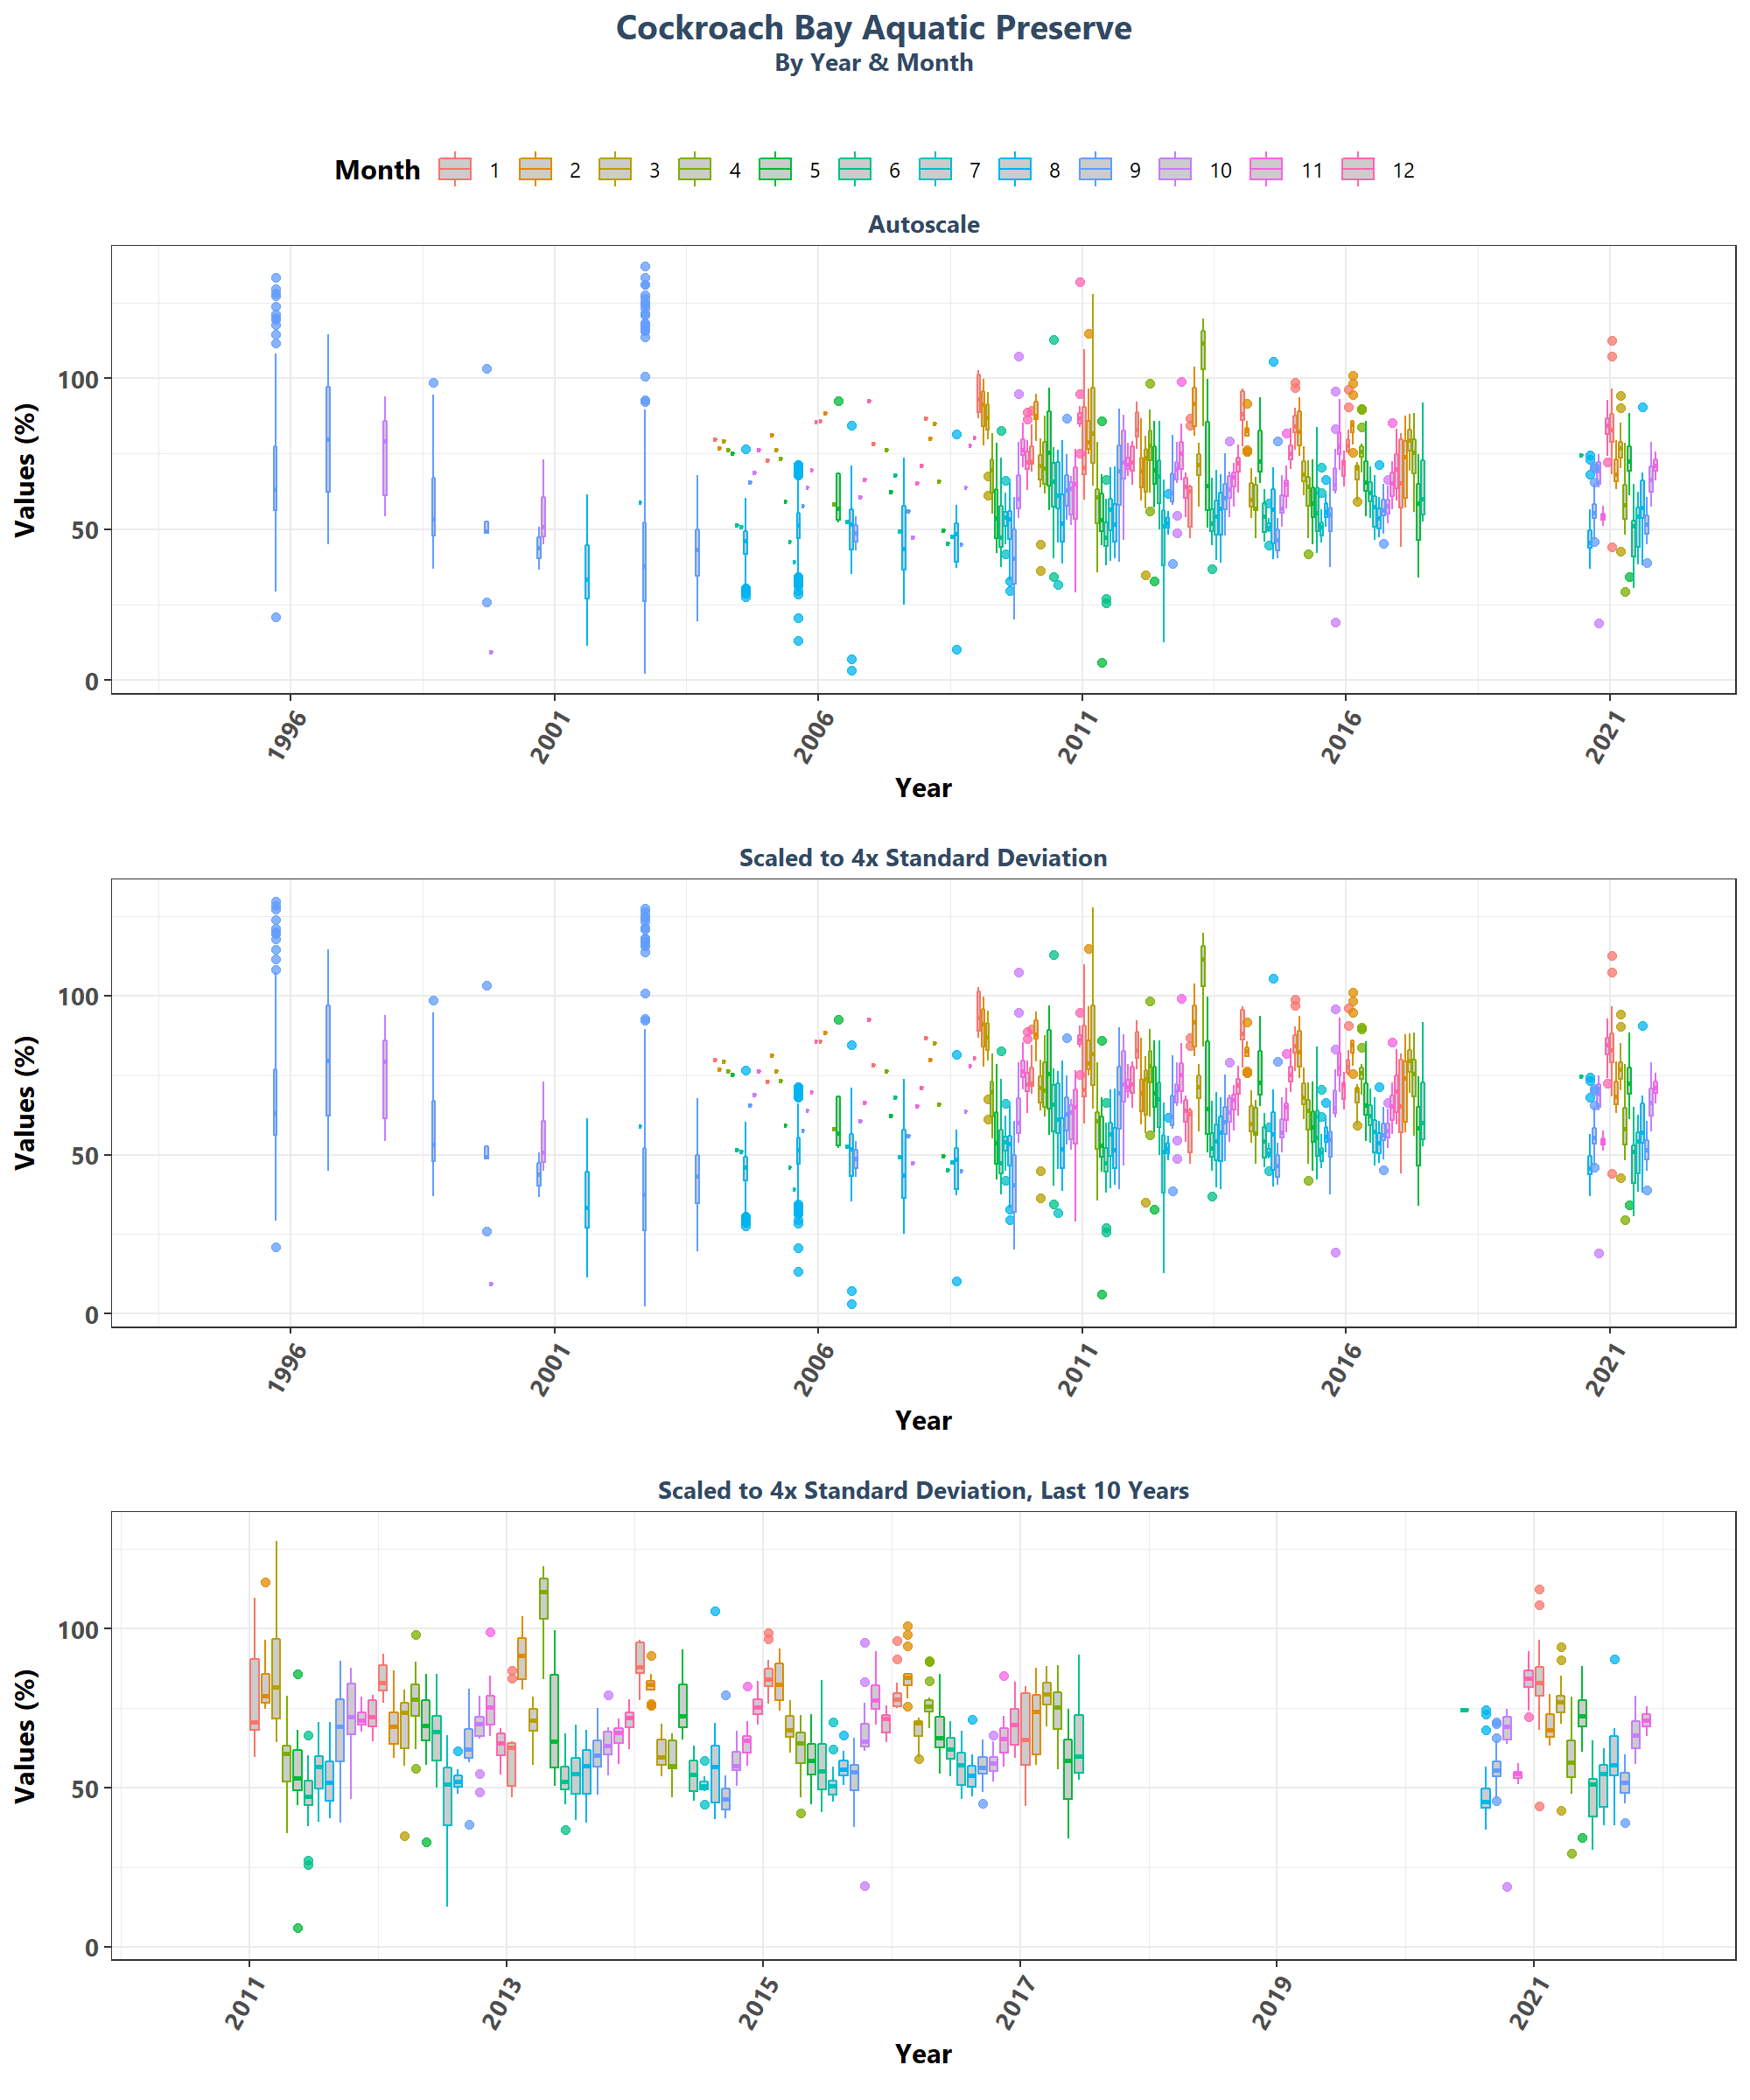 Cockroach Bay Aquatic Preserve
By Year & Month
Month 1 2 3 4 5 6 7 8 9 10 11 12
Autoscale
Values (%)
100
50
0
1996 2001 2006 2011 2016 2021
Year
Scaled to 4x Standard Deviation
Values (%)
100
50
0
1996 2001 2006 2011 2016 2021
Year
Scaled to 4x Standard Deviation, Last 10 Years
Values (%)
100
50
0
2011 2013 2015 2017 2019 2021
Year